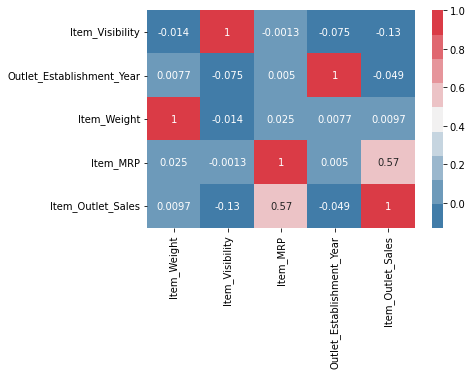 Item_Visibility -0.014 1 -0.0013 -0.075 -0.13
Outlet_Establishment_Year 0.0077 -0.075 0.005 1 -0.049
Item_Weight 1 -0.014 0.025 0.0077 0.0097
Item_MRP 0.025 -0.0013 1 0.005 0.57
Item_Outlet_Sales 0.0097 -0.13 0.57 -0.049 1
Item_Weight
Item_Visibility
Item_MRP
Outlet_Establishment_Year
Item_Outlet_Sales
1.0
0.8
0.6
0.4
0.2
0.0